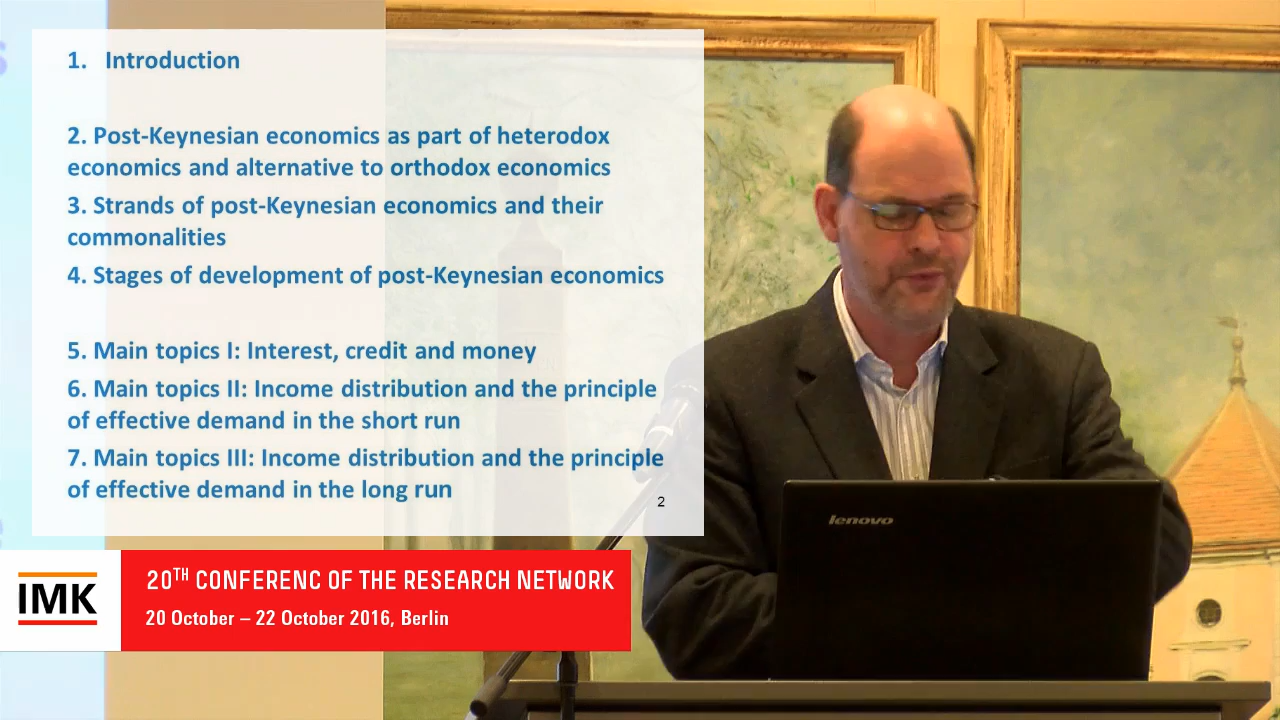 1. Introduction
2. Post-Keynesian economics as part of heterodox
economics and alternative to orthodox economics
3. Strands of post-Keynesian economics and their
commonalities
4. Stages of development of post-Keynesian economics
5. Main topics I: Interest, credit and money
6. Main topics II: Income distribution and the principle
of effective demand in the short run
7. Main topics III: Income distribution and the principle
of effective demand in the long run
2
lenovo
IMK
20TH CONFERENC OF THE RESEARCH NETWORK
20 October – 22 October 2016, Berlin